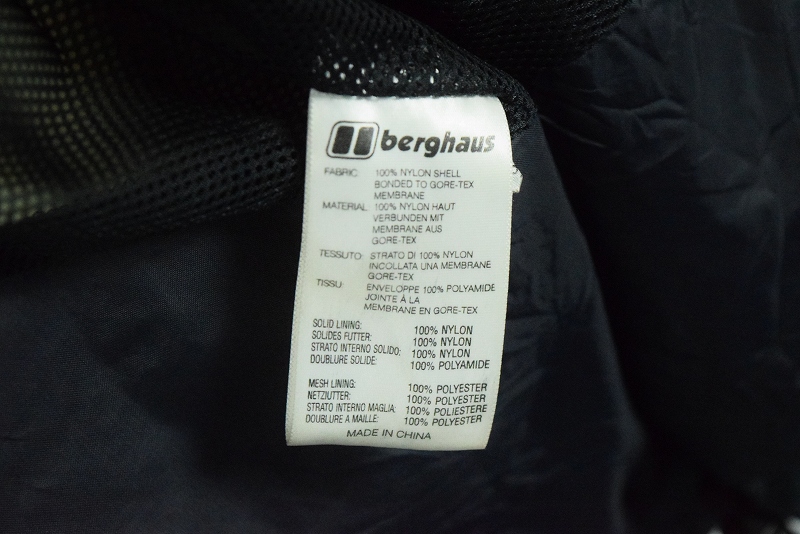 berghaus
FABRIC: 100% NYLON SHELL
BONDED TO GORE-TEX
MEMBRANE
MATERIAL: 100% NYLON HAUT
VERBUNDEN MIT
MEMBRANE AUS
GORE-TEX
TESSUTO: STRATO DI 100% NYLON
INCOLLATA UNA MEMBRANE
GORE-TEX
TISSU: ENVELOPPE 100% POLYAMIDE
JOINTE À LA
MEMBRANE EN GORE-TEX
SOLID LINING: 100% NYLON
SOLIDES FUTTER: 100% NYLON
STRATO INTERNO SOLIDO: 100% NYLON
DOUBLURE SOLIDE: 100% POLYAMIDE
MESH LINING: 100% POLYESTER
NETZIUTTER: 100% POLYESTER
STRATO INTERNO MAGLIA: 100% POLIESTERE
DOUBLURE A MAILLE: 100% POLYESTER
MADE IN CHINA